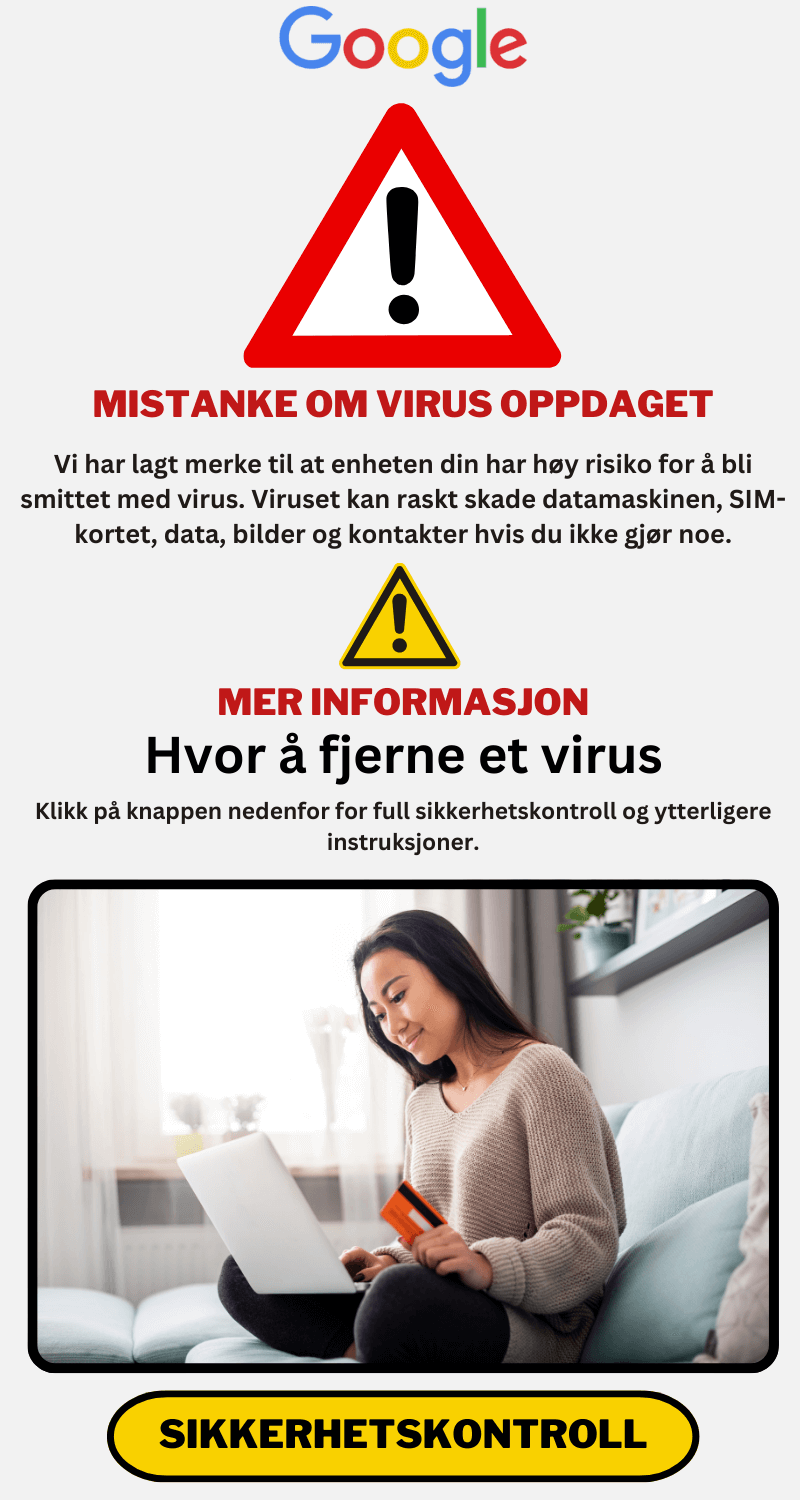 Google
MISTANKE OM VIRUS OPPDAGET
Vi har lagt merke til at enheten din har høy risiko for å bli
smittet med virus. Viruset kan raskt skade datamaskinen, SIM-
kortet, data, bilder og kontakter hvis du ikke gjør noe.
MER INFORMASJON
Hvor å fjerne et virus
Klikk på knappen nedenfor for full sikkerhetskontroll og ytterligere
instruksjoner.
SIKKERHETSKONTROLL